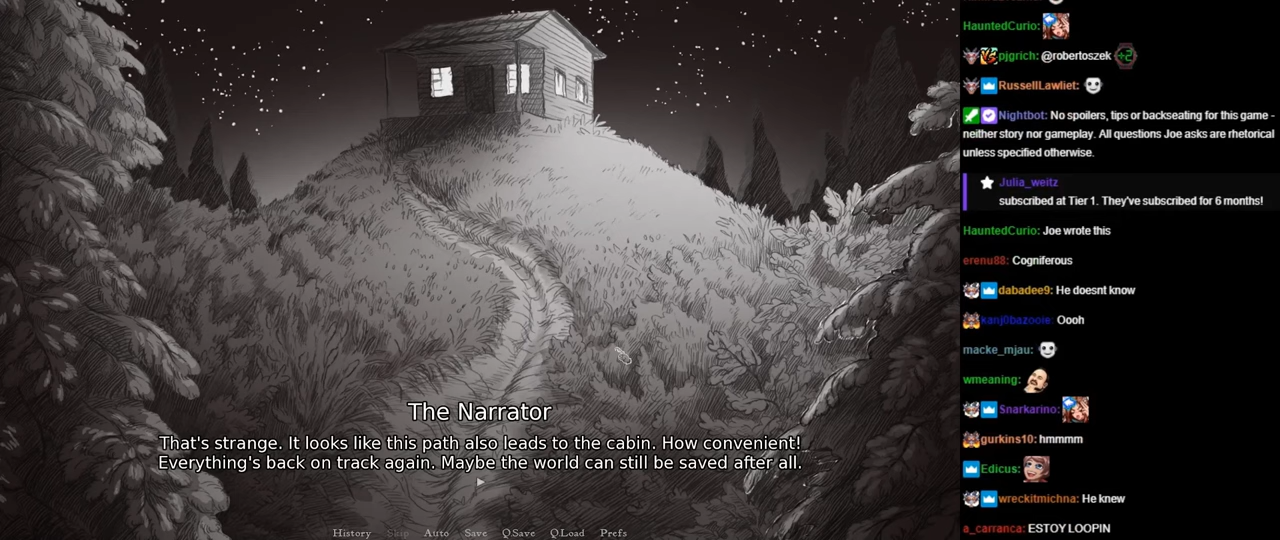 The Narrator
That's strange. It looks like this path also leads to the cabin. How convenient!
Everything's back on track again. Maybe the world can still be saved after all.
History Skip Auto Save Q.Save Q.Load Prefs
HauntedCurio:
pjgrich: @robertoszek +2
RussellLawliet:
Nightbot: No spoilers, tips or backseating for this game -
neither story nor gameplay. All questions Joe asks are rhetorical
unless specified otherwise.
Julia_weitz
subscribed at Tier 1. They've subscribed for 6 months!
HauntedCurio: Joe wrote this
erenu88: Cogniferous
dabadee9: He doesnt know
kanj0bazooie: Oooh
macke_mjau:
wmeaning:
Snarkarino:
gurkins10: hmmmm
Edicus:
wreckitmichna: He knew
a_carranca: ESTOY LOOPIN